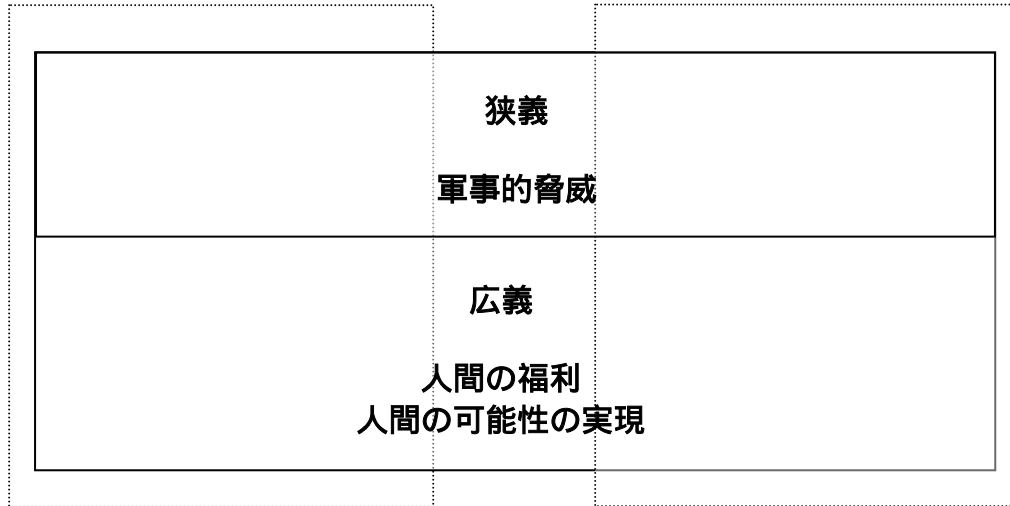 狭義
軍事的脅威
広義
人間の福利
人間の可能性の実現